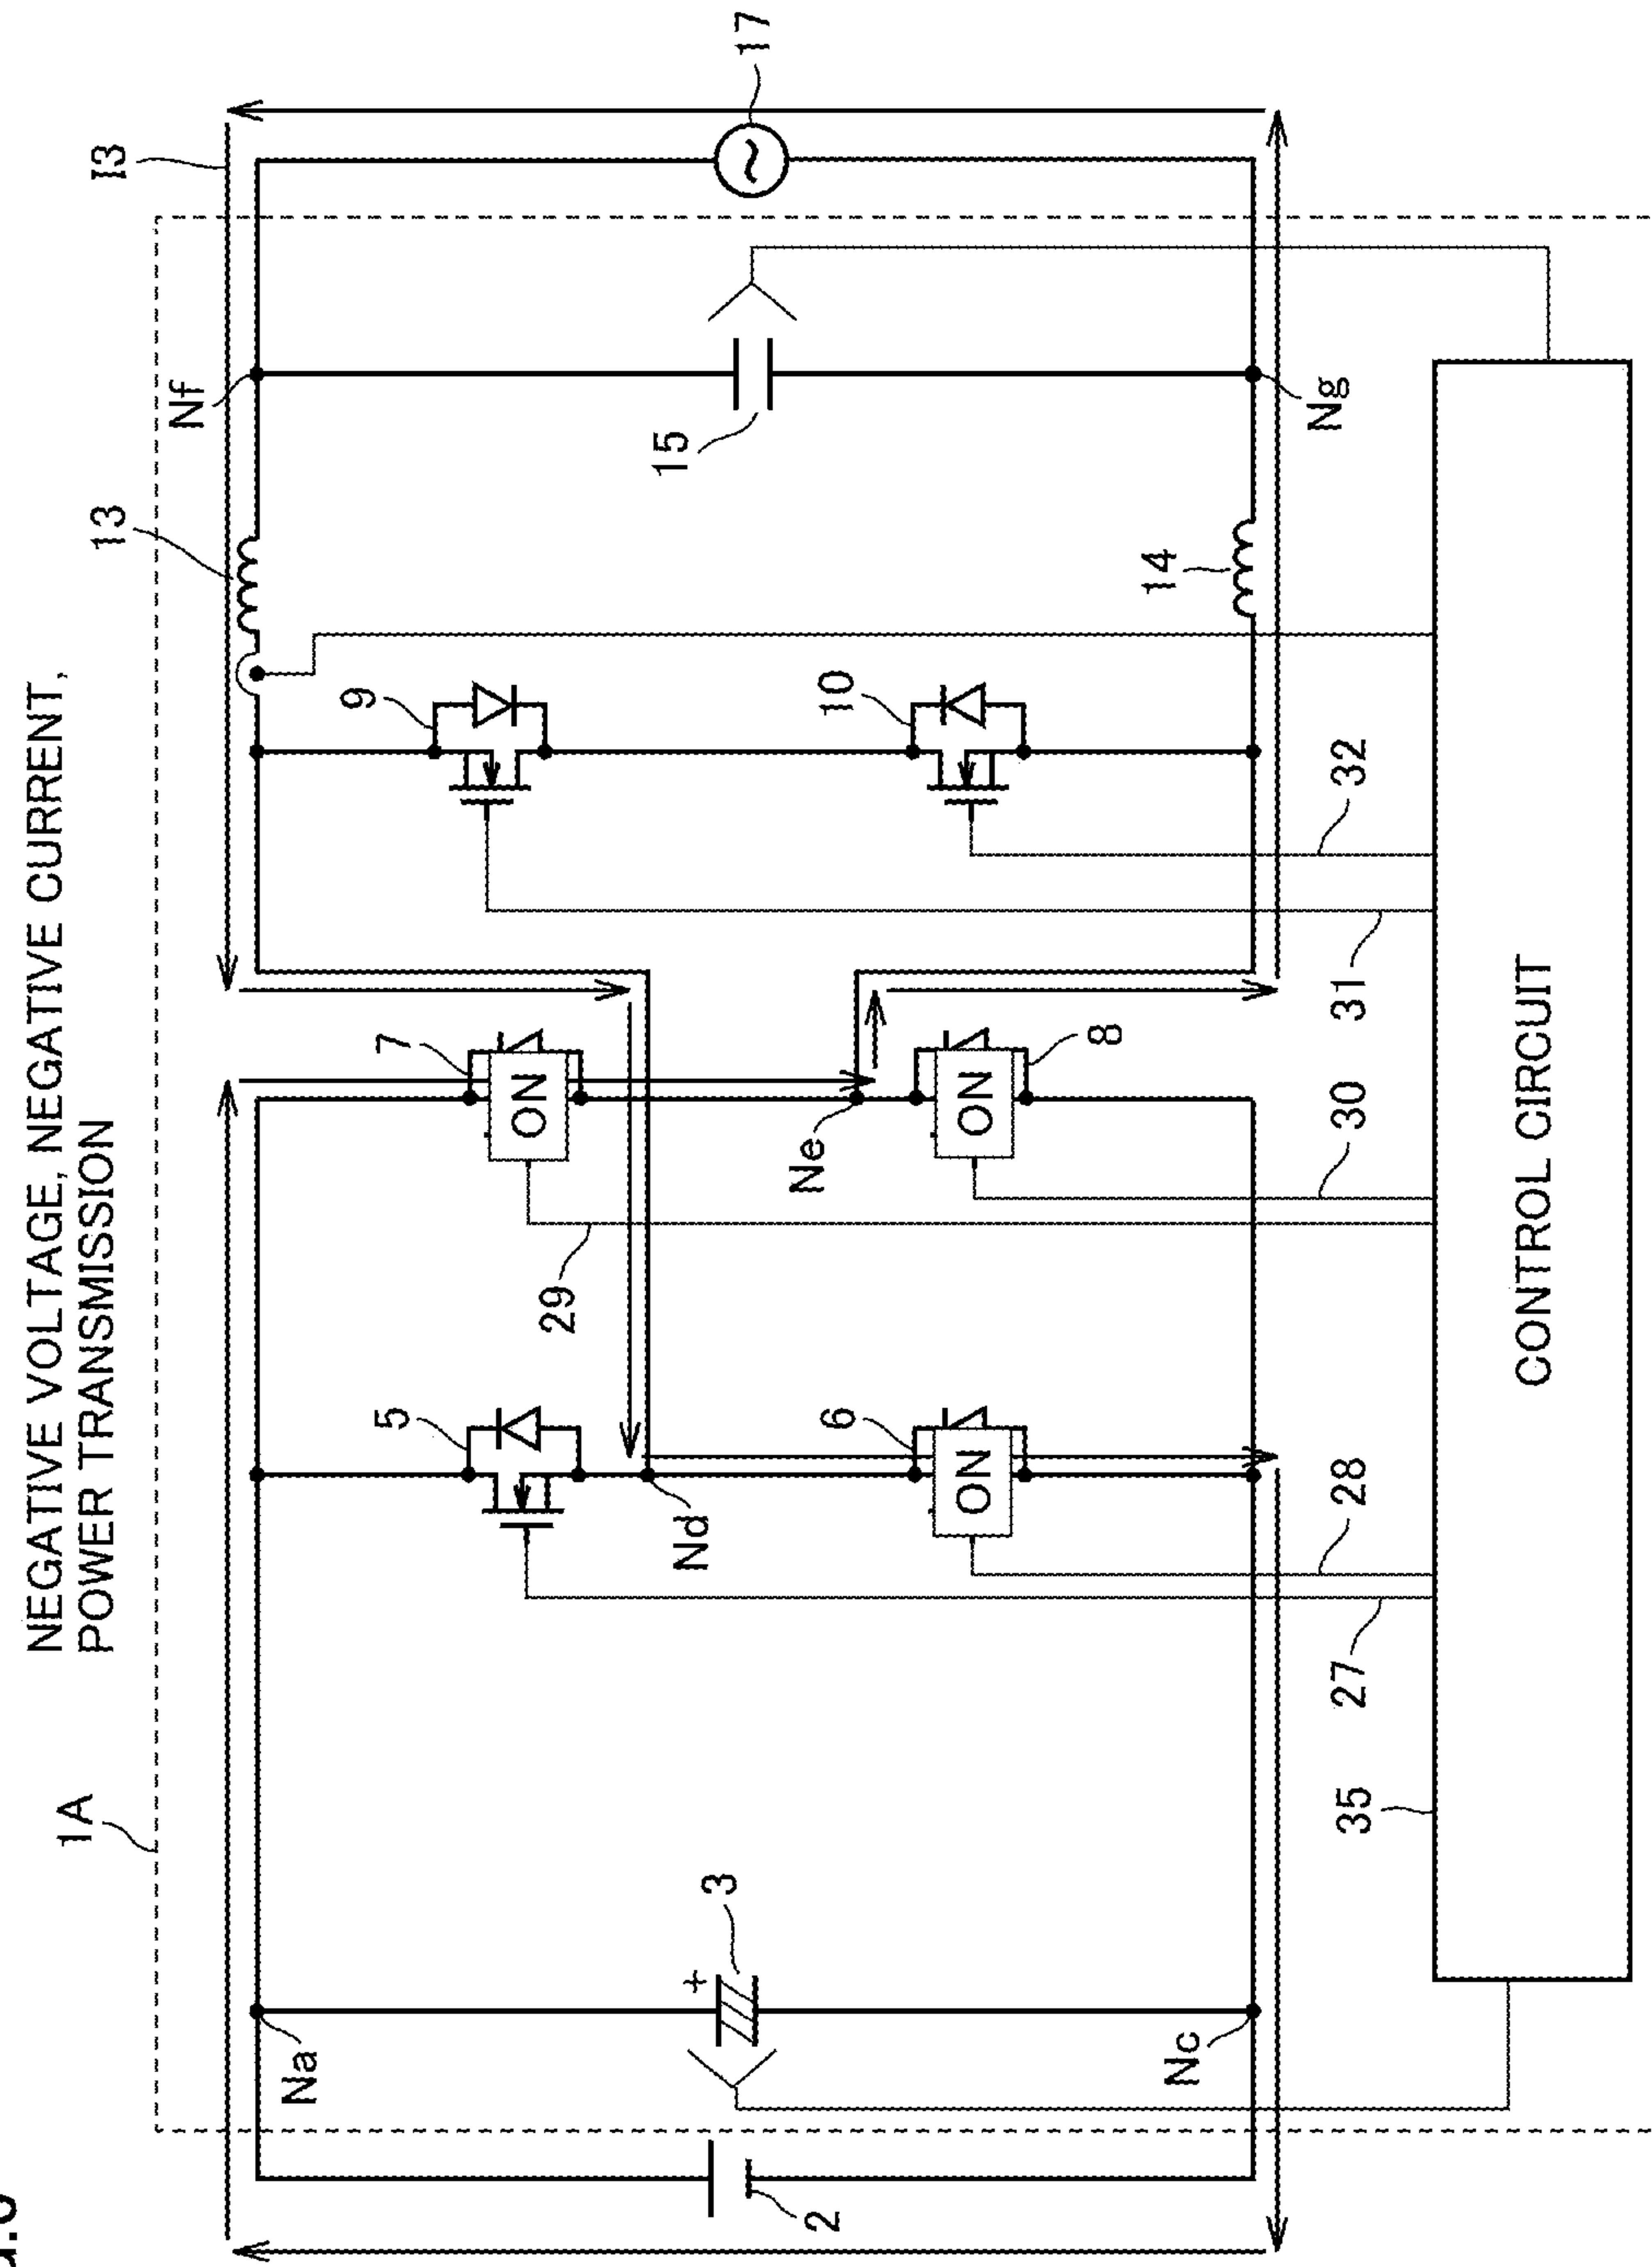 NEGATIVE VOLTAGE, NEGATIVE CURRENT,
POWER TRANSMISSION
1A
13
I3
Na
Nf
17
5
7
9
3
+
29
15
Nd
Ne
2
6
8
10
14
ON
ON
ON
Nc
Ng
27
28
30
31
32
35
CONTROL CIRCUIT